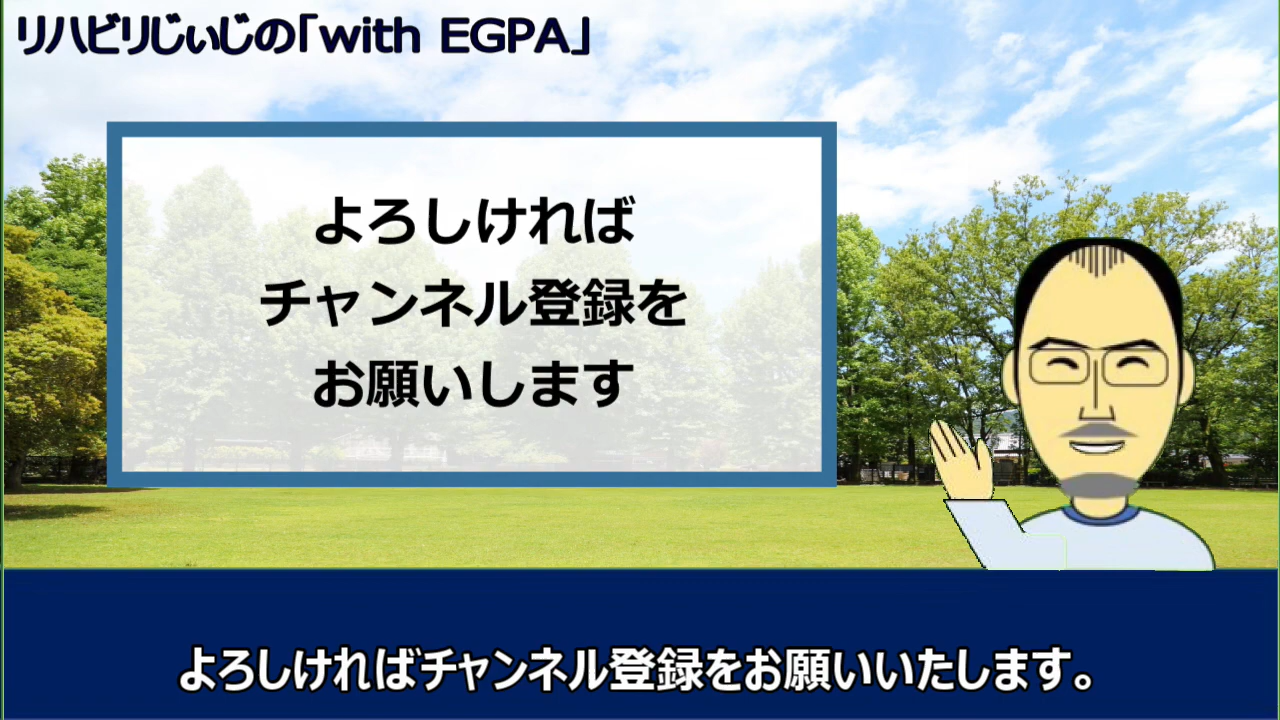 リハビリじぃじの「with EGPA」
よろしければ
チャンネル登録を
お願いします
よろしければチャンネル登録をお願いいたします。